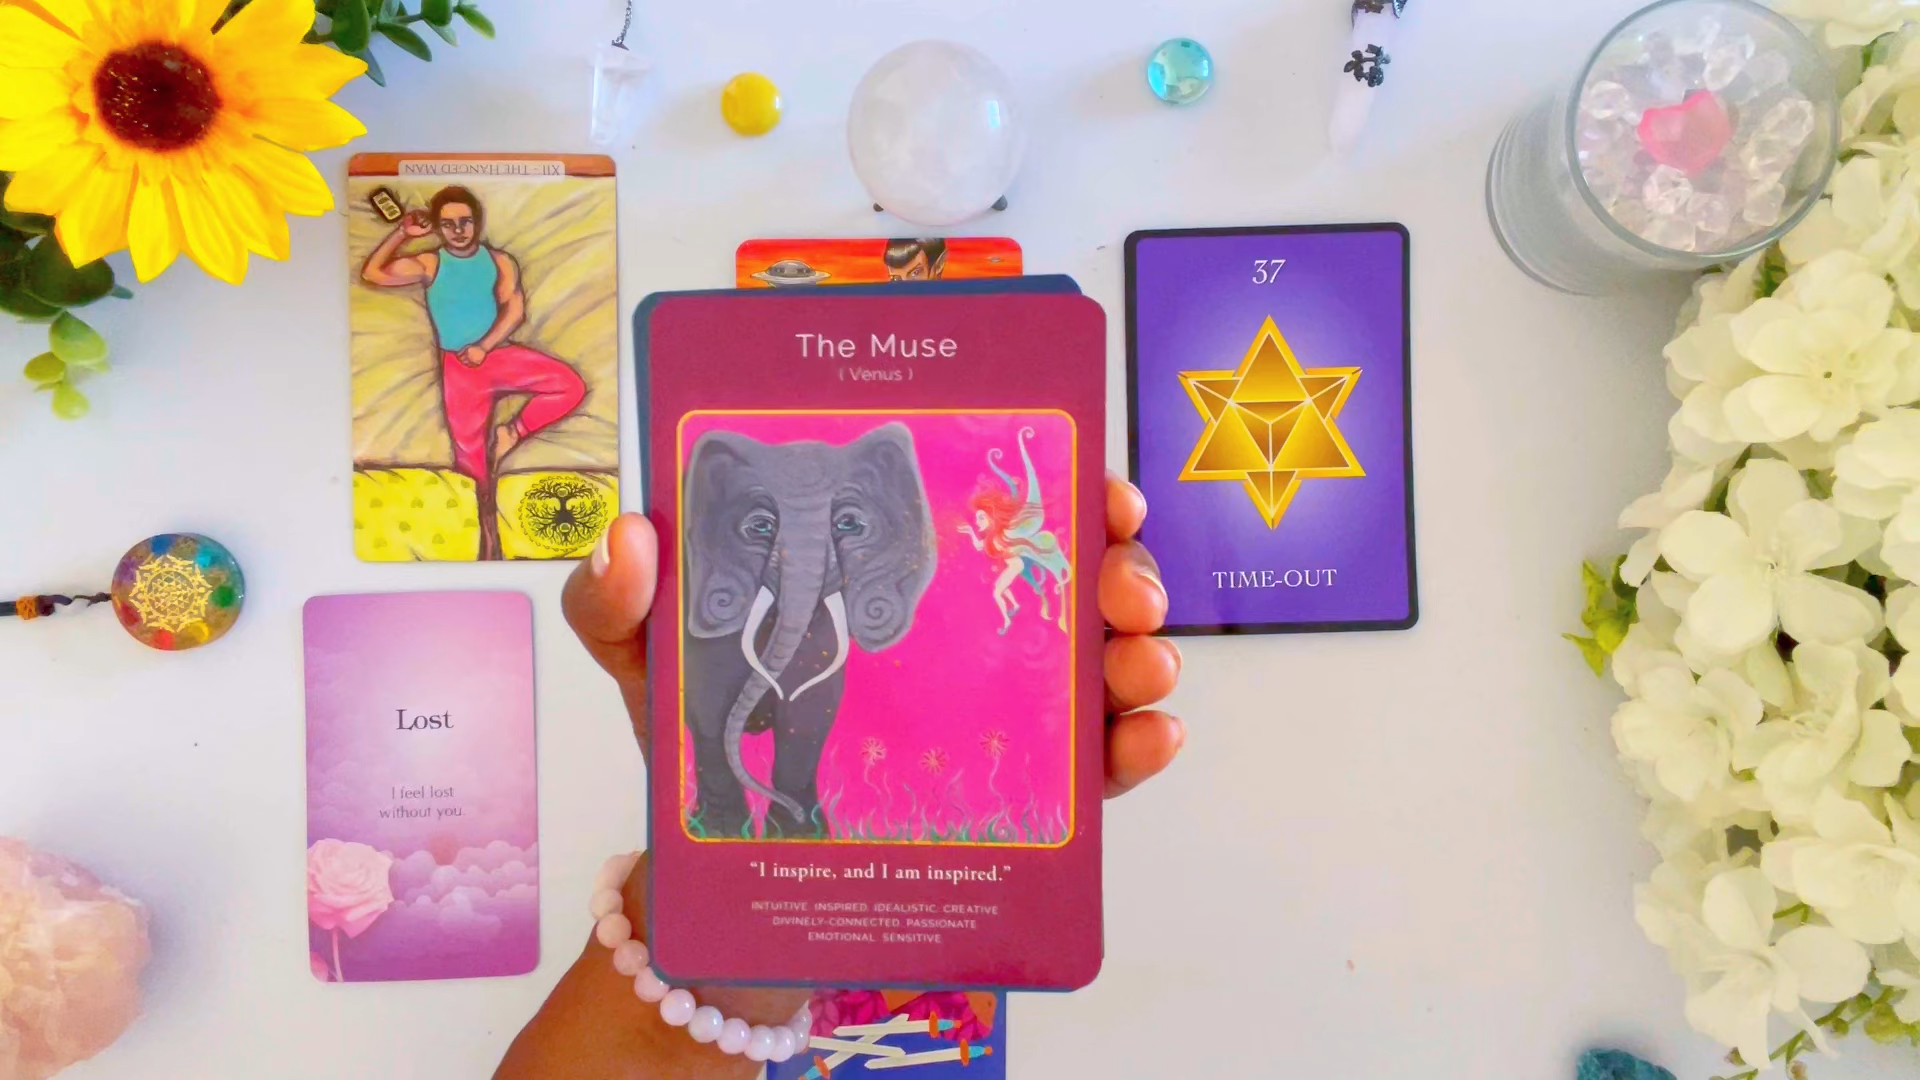 XII - THE HANGED MAN
The Muse
( Venus )
"I inspire, and I am inspired."
INTUITIVE INSPIRED IDEALISTIC CREATIVE
DIVINELY-CONNECTED PASSIONATE
EMOTIONAL SENSITIVE
37
TIME-OUT
Lost
I feel lost
without you.